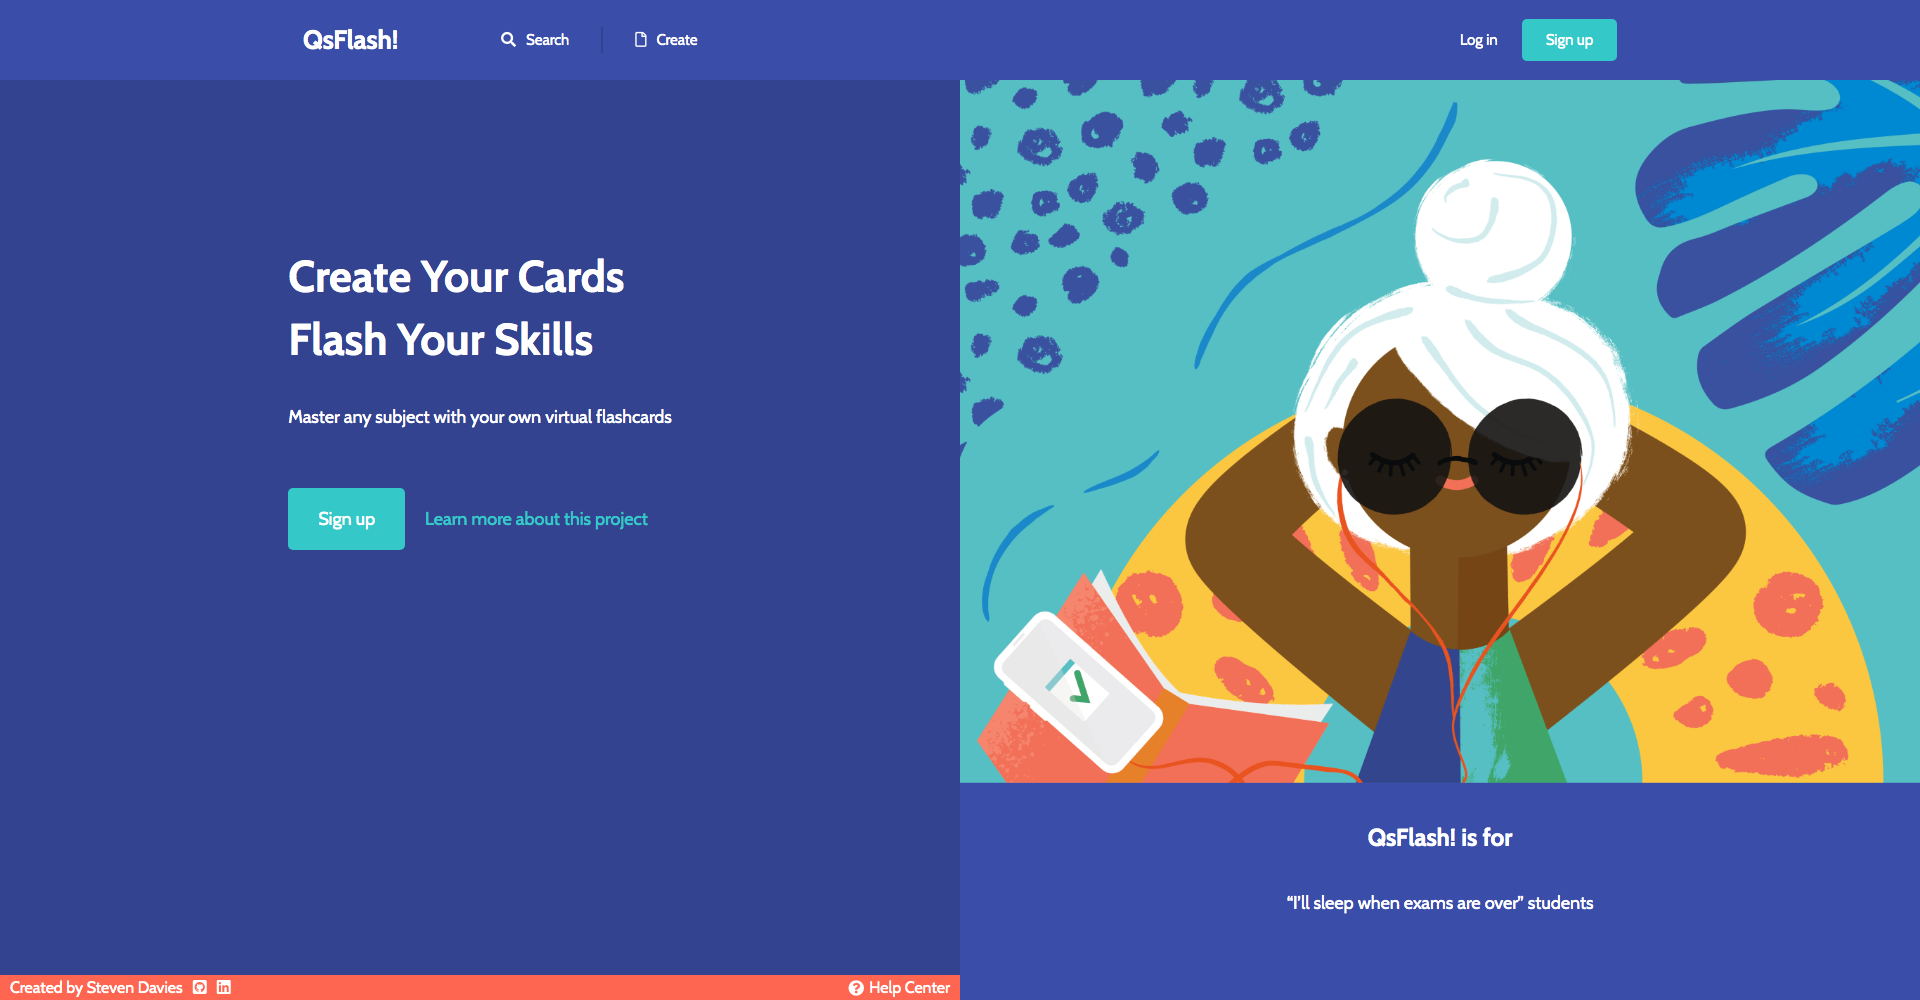 QsFlash!
Search
Create
Log in
Sign up
Create Your Cards
Flash Your Skills
Master any subject with your own virtual flashcards
Sign up
Learn more about this project
QsFlash! is for
“I’ll sleep when exams are over” students
Created by Steven Davies
Help Center